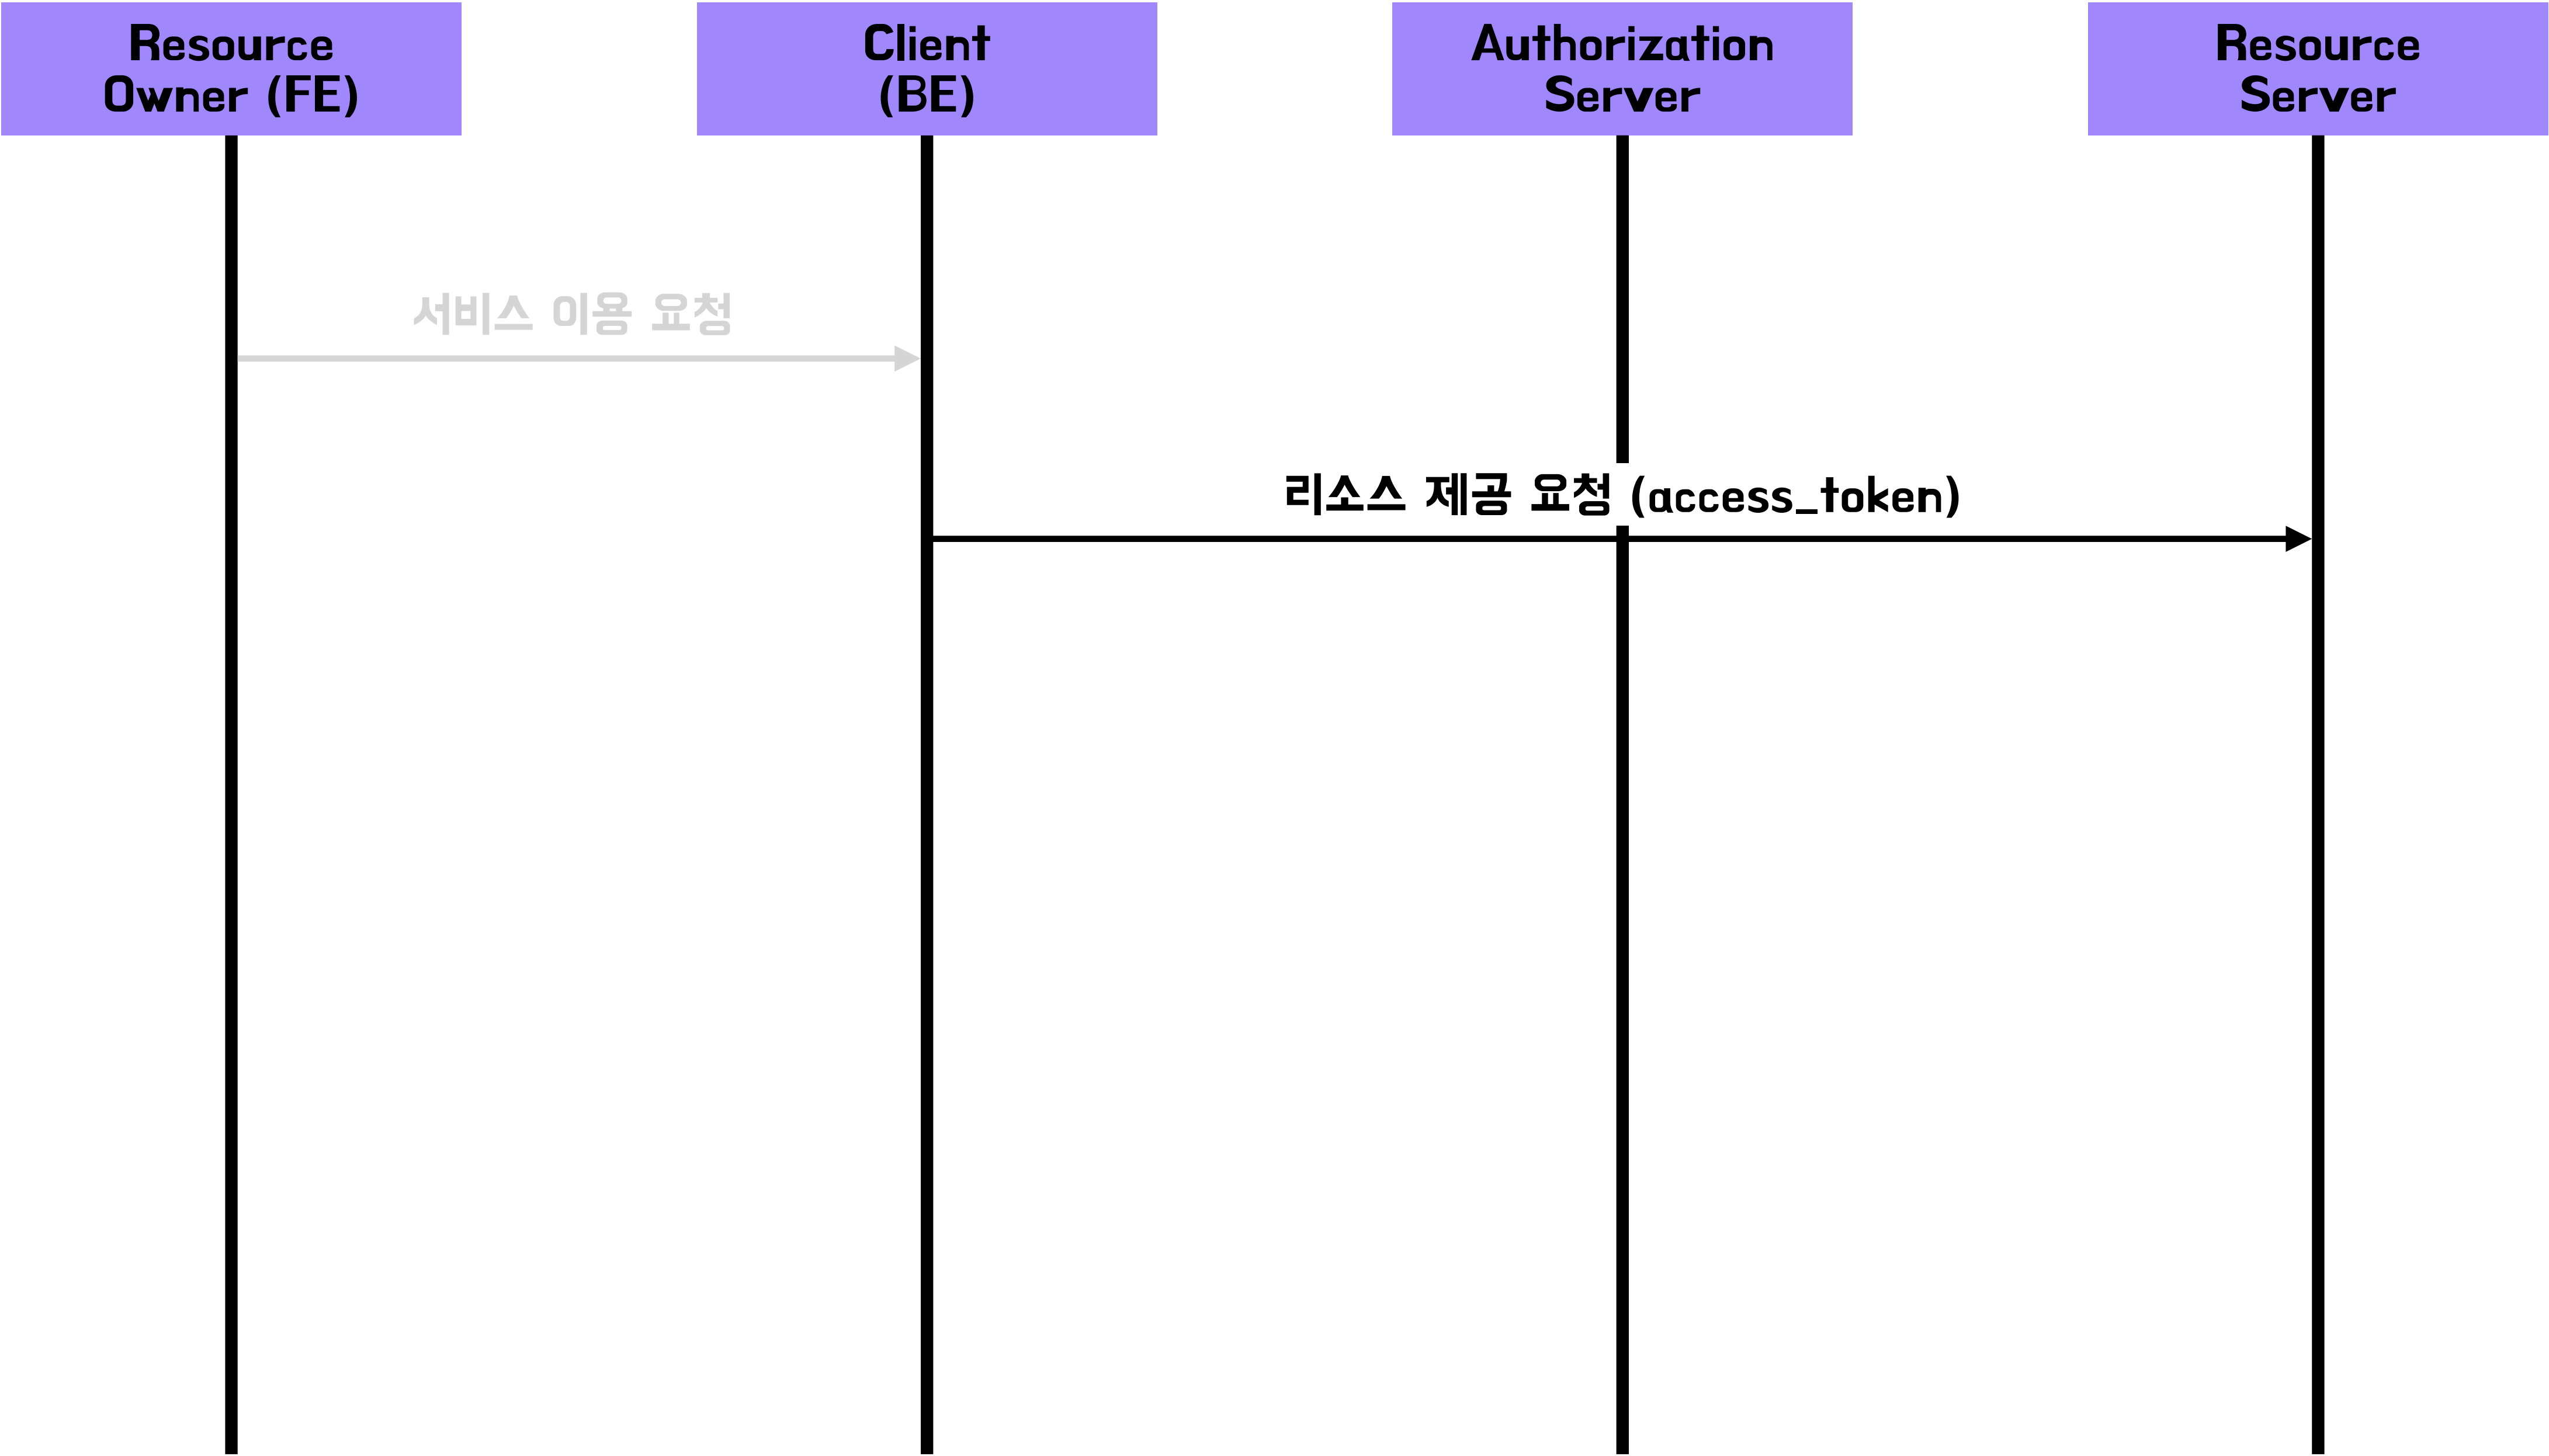 Resource
Owner (FE)
Client
(BE)
Authorization
Server
Resource
Server
서비스 이용 요청
리소스 제공 요청 (access_token)